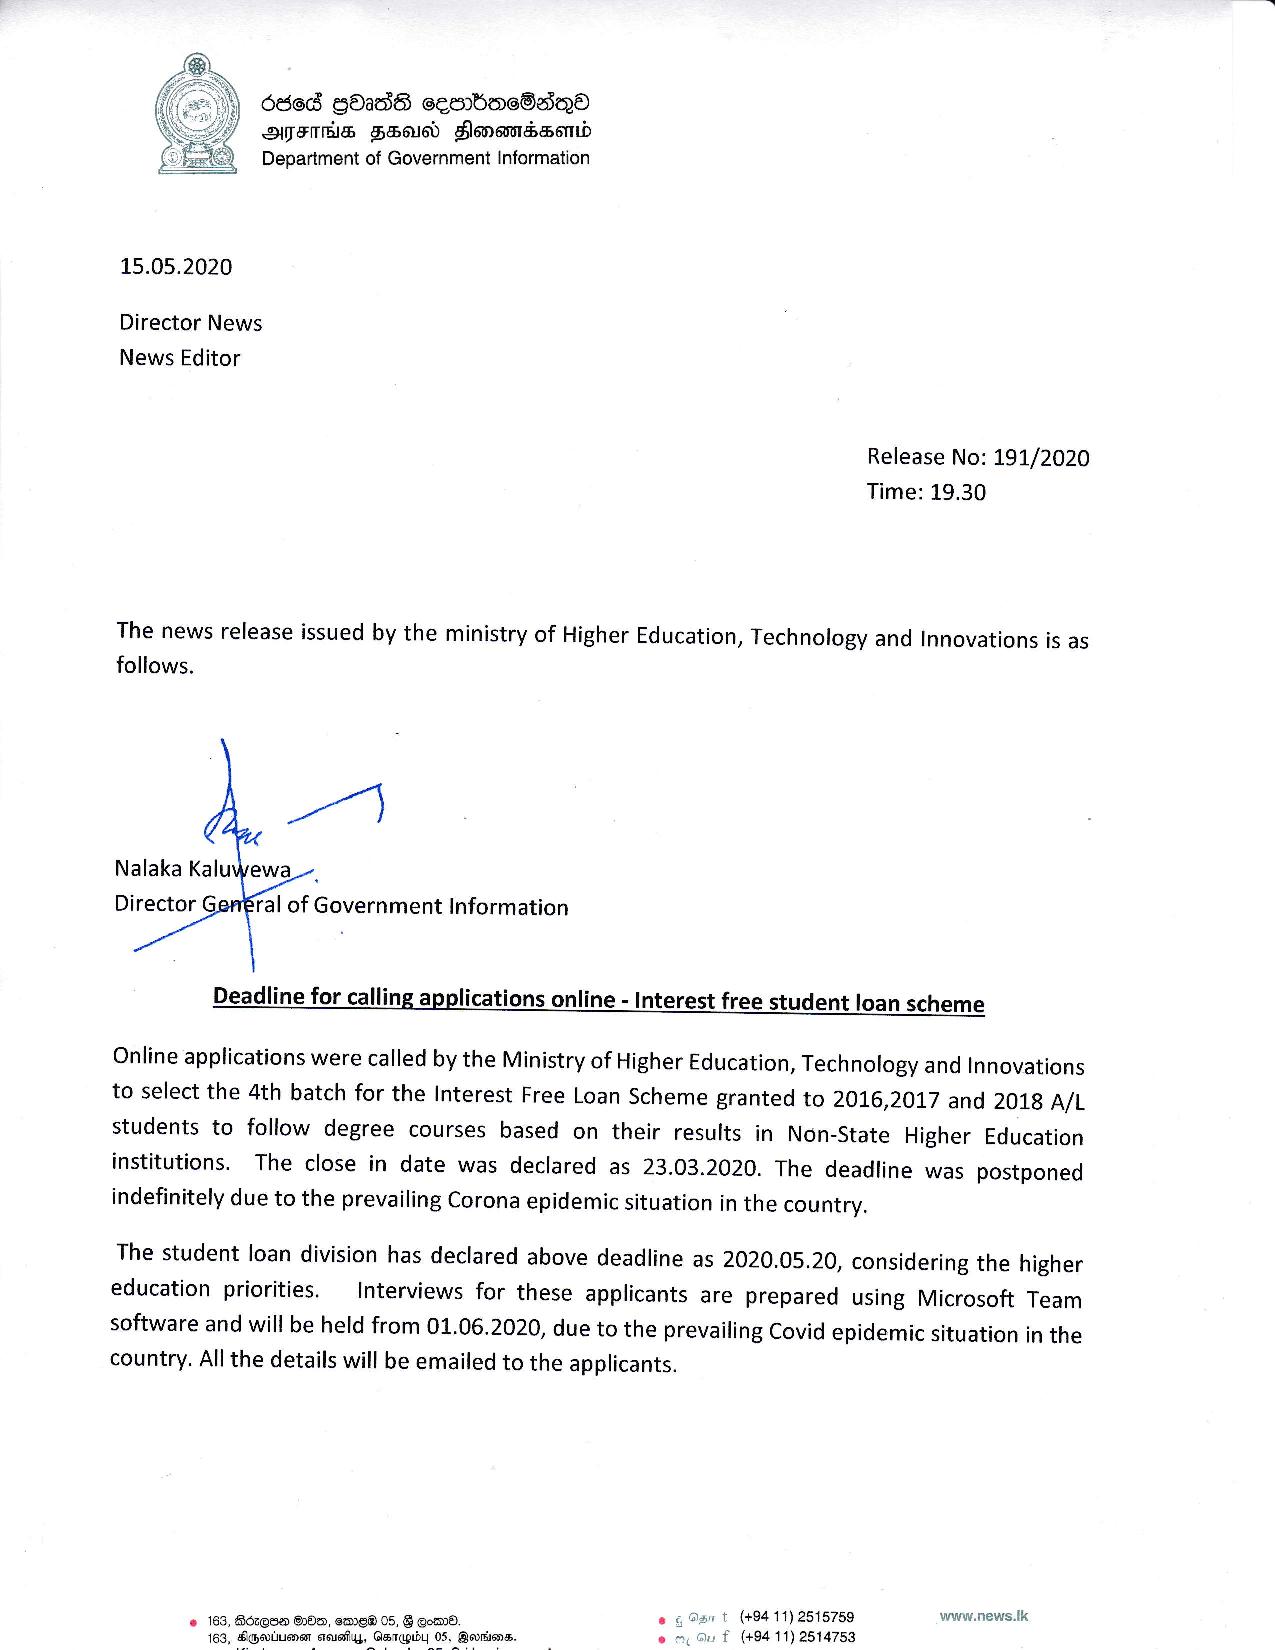 රජයේ ප්‍රවෘත්ති දෙපාර්තමේන්තුව
அரசாங்க தகவல் திணைக்களம்
Department of Government Information
15.05.2020
Director News
News Editor
Release No: 191/2020
Time: 19.30
The news release issued by the ministry of Higher Education, Technology and Innovations is as
follows.
Nalaka Kaluwewa
Director General of Government Information
Deadline for calling applications online - Interest free student loan scheme
Online applications were called by the Ministry of Higher Education, Technology and Innovations
to select the 4th batch for the Interest Free Loan Scheme granted to 2016,2017 and 2018 A/L
students to follow degree courses based on their results in Non-State Higher Education
institutions. The close in date was declared as 23.03.2020. The deadline was postponed
indefinitely due to the prevailing Corona epidemic situation in the country.
The student loan division has declared above deadline as 2020.05.20, considering the higher
education priorities. Interviews for these applicants are prepared using Microsoft Team
software and will be held from 01.06.2020, due to the prevailing Covid epidemic situation in the
country. All the details will be emailed to the applicants.
163, කිරුලපන මාවත, කොළඹ 05, ශ්‍රී ලංකාව.
163, கிருலப்பனை எவனியு, கொழும்பு 05, இலங்கை.
දු தொ t (+94 11) 2515759
ෆැ பெ f (+94 11) 2514753
www.news.lk